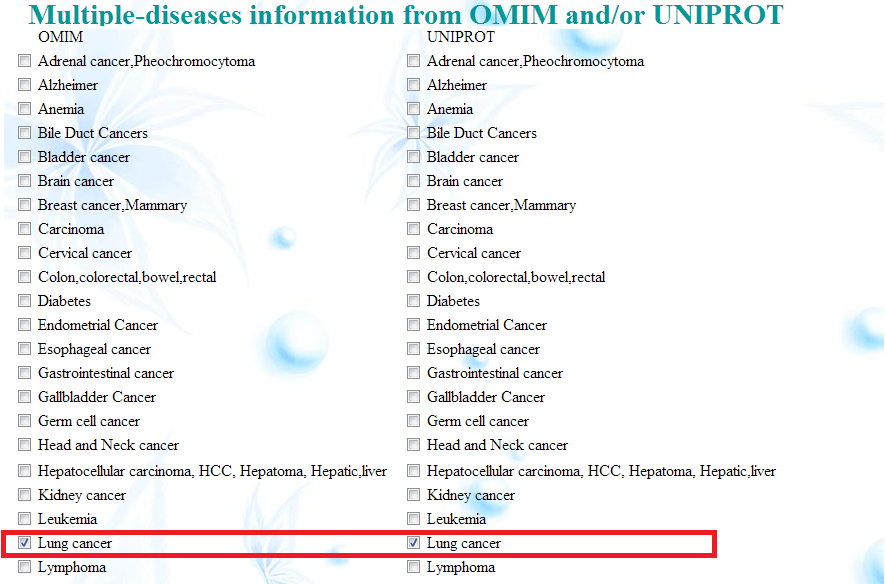 Multiple-diseases information from OMIM and/or UNIPROT
OMIM UNIPROT
Adrenal cancer,Pheochromocytoma Adrenal cancer,Pheochromocytoma
Alzheimer Alzheimer
Anemia Anemia
Bile Duct Cancers Bile Duct Cancers
Bladder cancer Bladder cancer
Brain cancer Brain cancer
Breast cancer,Mammary Breast cancer,Mammary
Carcinoma Carcinoma
Cervical cancer Cervical cancer
Colon,colorectal,bowel,rectal Colon,colorectal,bowel,rectal
Diabetes Diabetes
Endometrial Cancer Endometrial Cancer
Esophageal cancer Esophageal cancer
Gastrointestinal cancer Gastrointestinal cancer
Gallbladder Cancer Gallbladder Cancer
Germ cell cancer Germ cell cancer
Head and Neck cancer Head and Neck cancer
Hepatocellular carcinoma, HCC, Hepatoma, Hepatic,liver Hepatocellular carcinoma, HCC, Hepatoma, Hepatic,liver
Kidney cancer Kidney cancer
Leukemia Leukemia
Lung cancer Lung cancer
Lymphoma Lymphoma